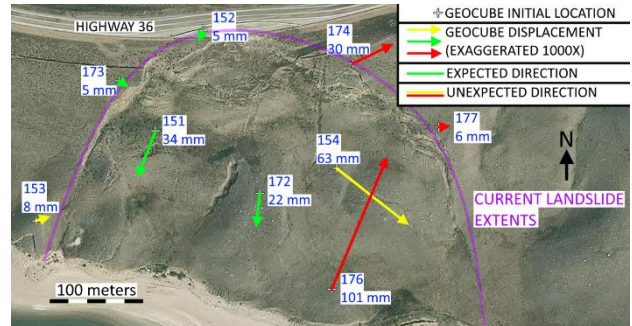 HIGHWAY 36
152
5 mm
174
30 mm
GEOCUBE INITIAL LOCATION
GEOCUBE DISPLACEMENT
(EXAGGERATED 1000X)
EXPECTED DIRECTION
UNEXPECTED DIRECTION
173
5 mm
151
34 mm
154
63 mm
177
6 mm
N
153
8 mm
172
22 mm
CURRENT LANDSLIDE
EXTENTS
176
101 mm
100 meters